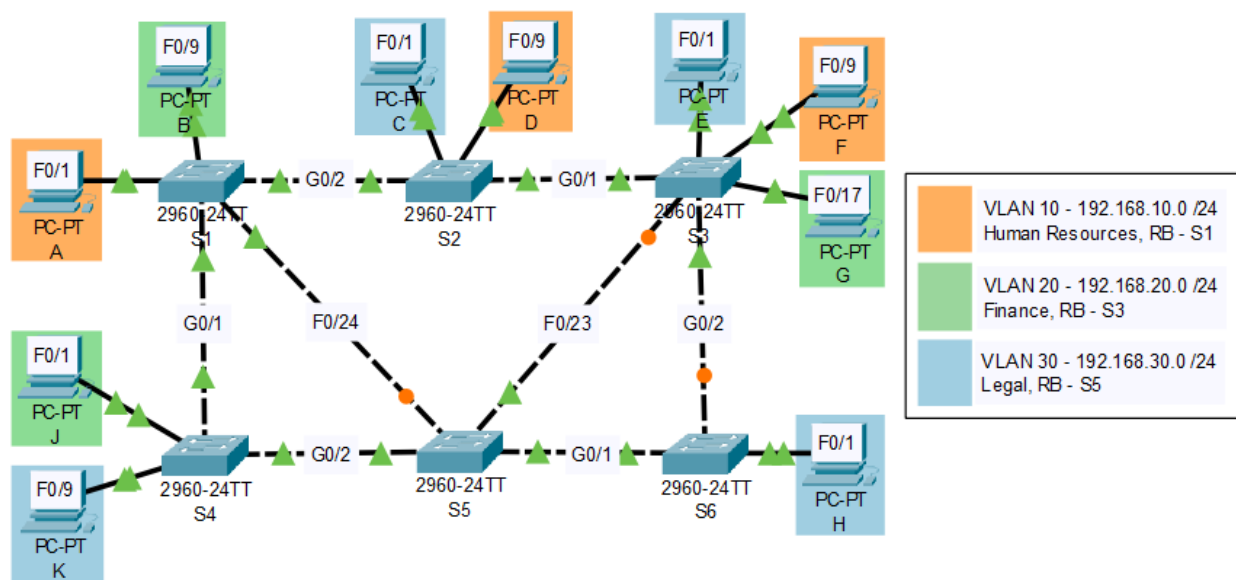 F0/9
PC-PT
B
F0/1
PC-PT
C
F0/9
PC-PT
D
F0/1
PC-PT
E
F0/9
PC-PT
F
F0/1
PC-PT
A
2960-24TT
S1
G0/2
2960-24TT
S2
G0/1
2960-24TT
S3
F0/17
PC-PT
G
G0/1
F0/24
F0/23
G0/2
F0/1
PC-PT
J
F0/9
PC-PT
K
2960-24TT
S4
G0/2
2960-24TT
S5
G0/1
2960-24TT
S6
F0/1
PC-PT
H
VLAN 10 - 192.168.10.0 /24
Human Resources, RB - S1
VLAN 20 - 192.168.20.0 /24
Finance, RB - S3
VLAN 30 - 192.168.30.0 /24
Legal, RB - S5